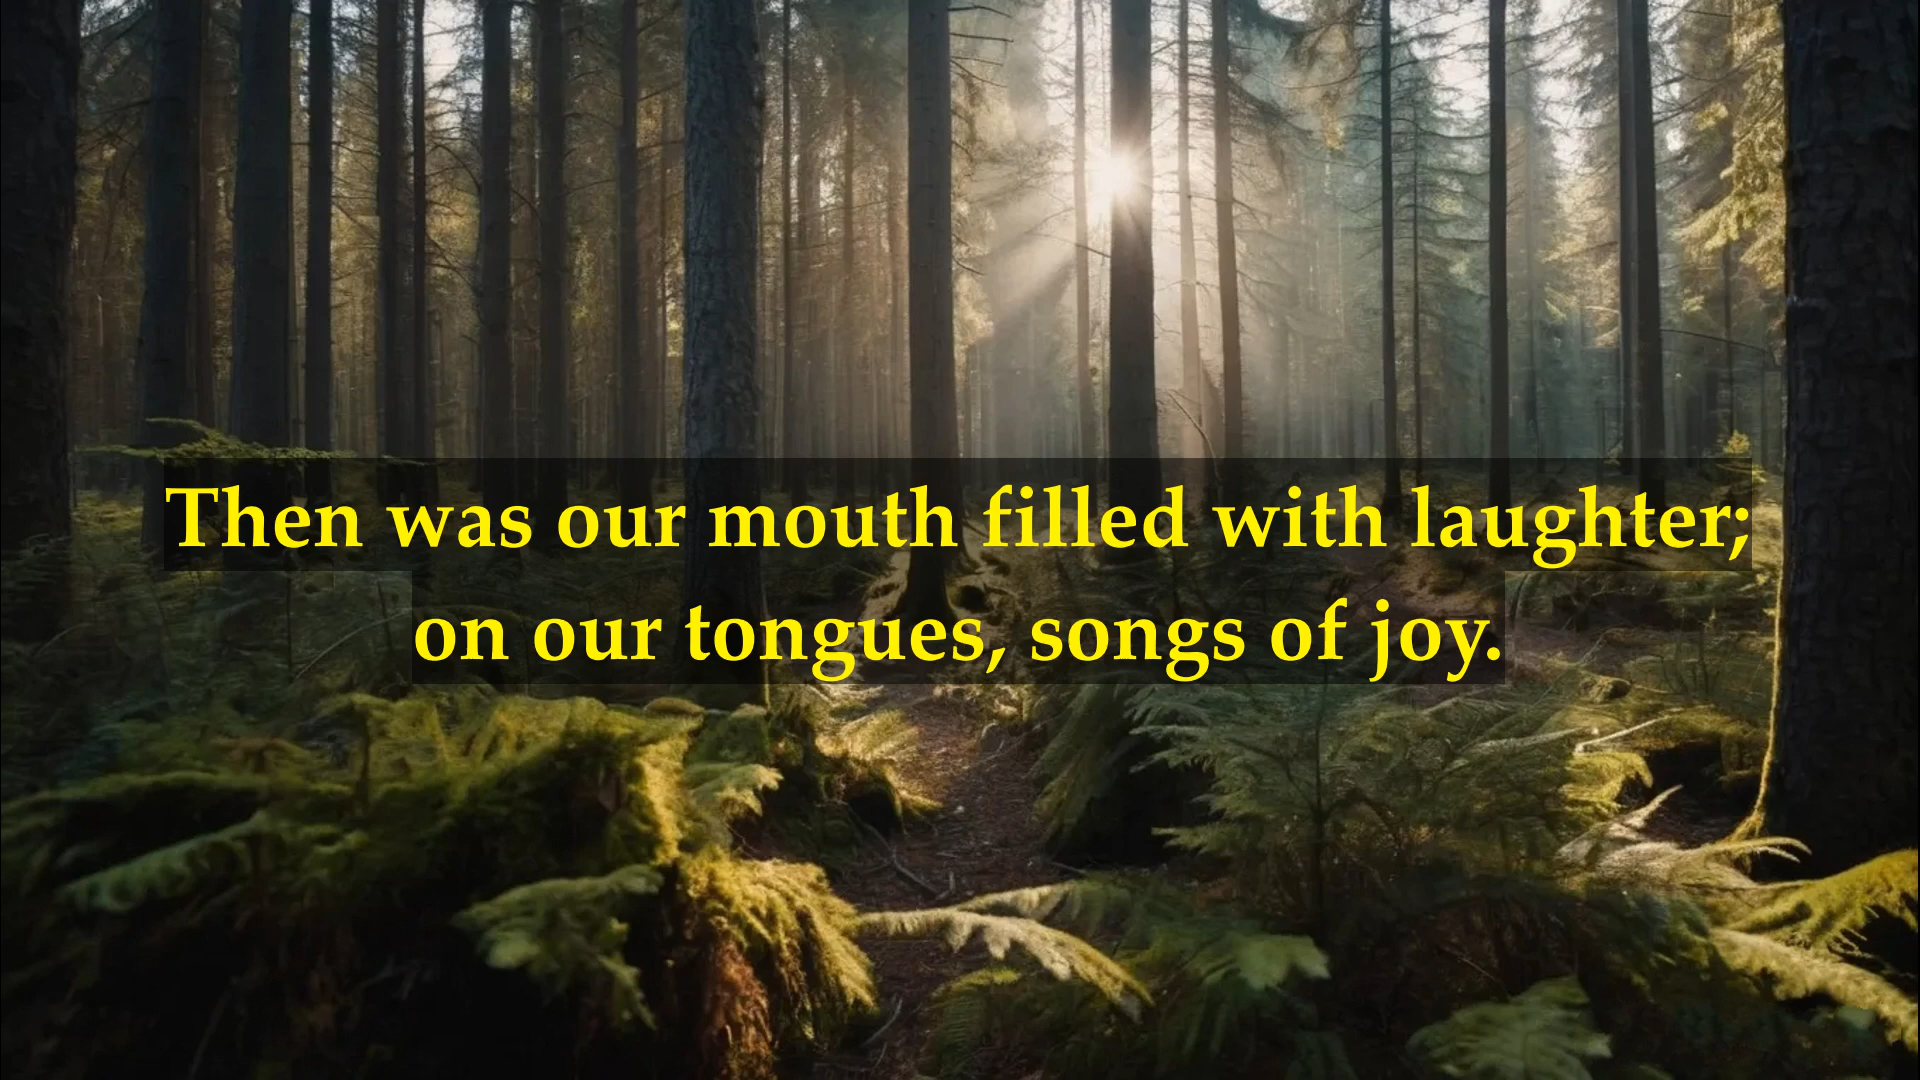 Then was our mouth filled with laughter;
on our tongues, songs of joy.